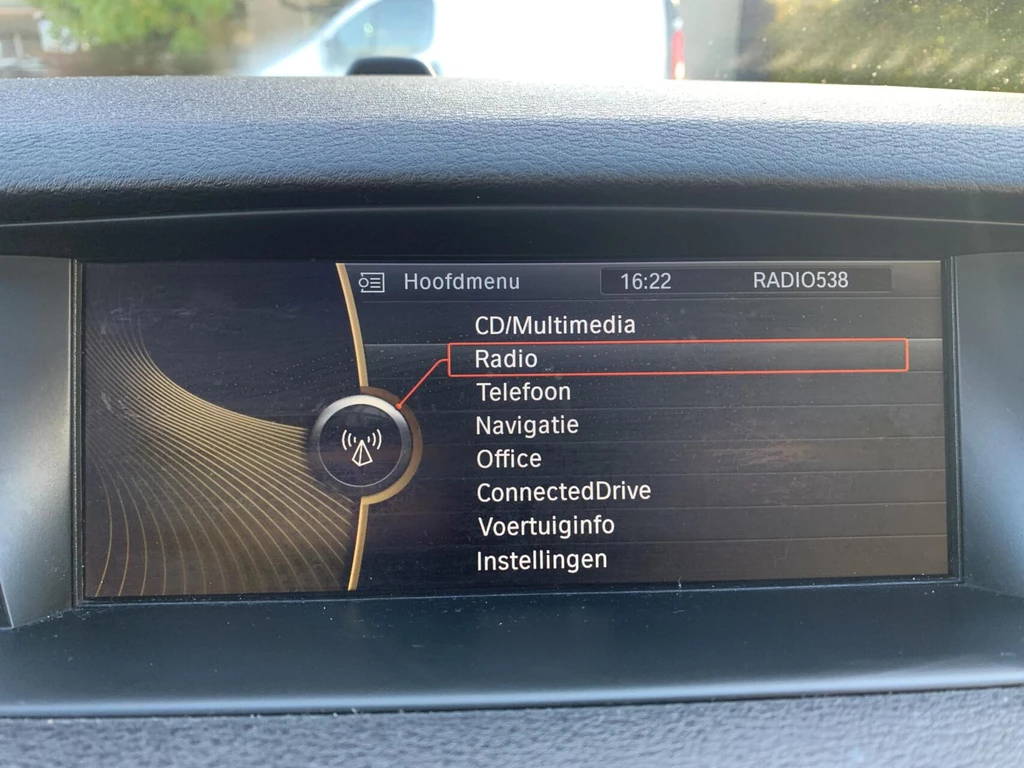 Hoofdmenu 16:22 RADIO538
CD/Multimedia
Radio
Telefoon
Navigatie
Office
ConnectedDrive
Voertuiginfo
Instellingen